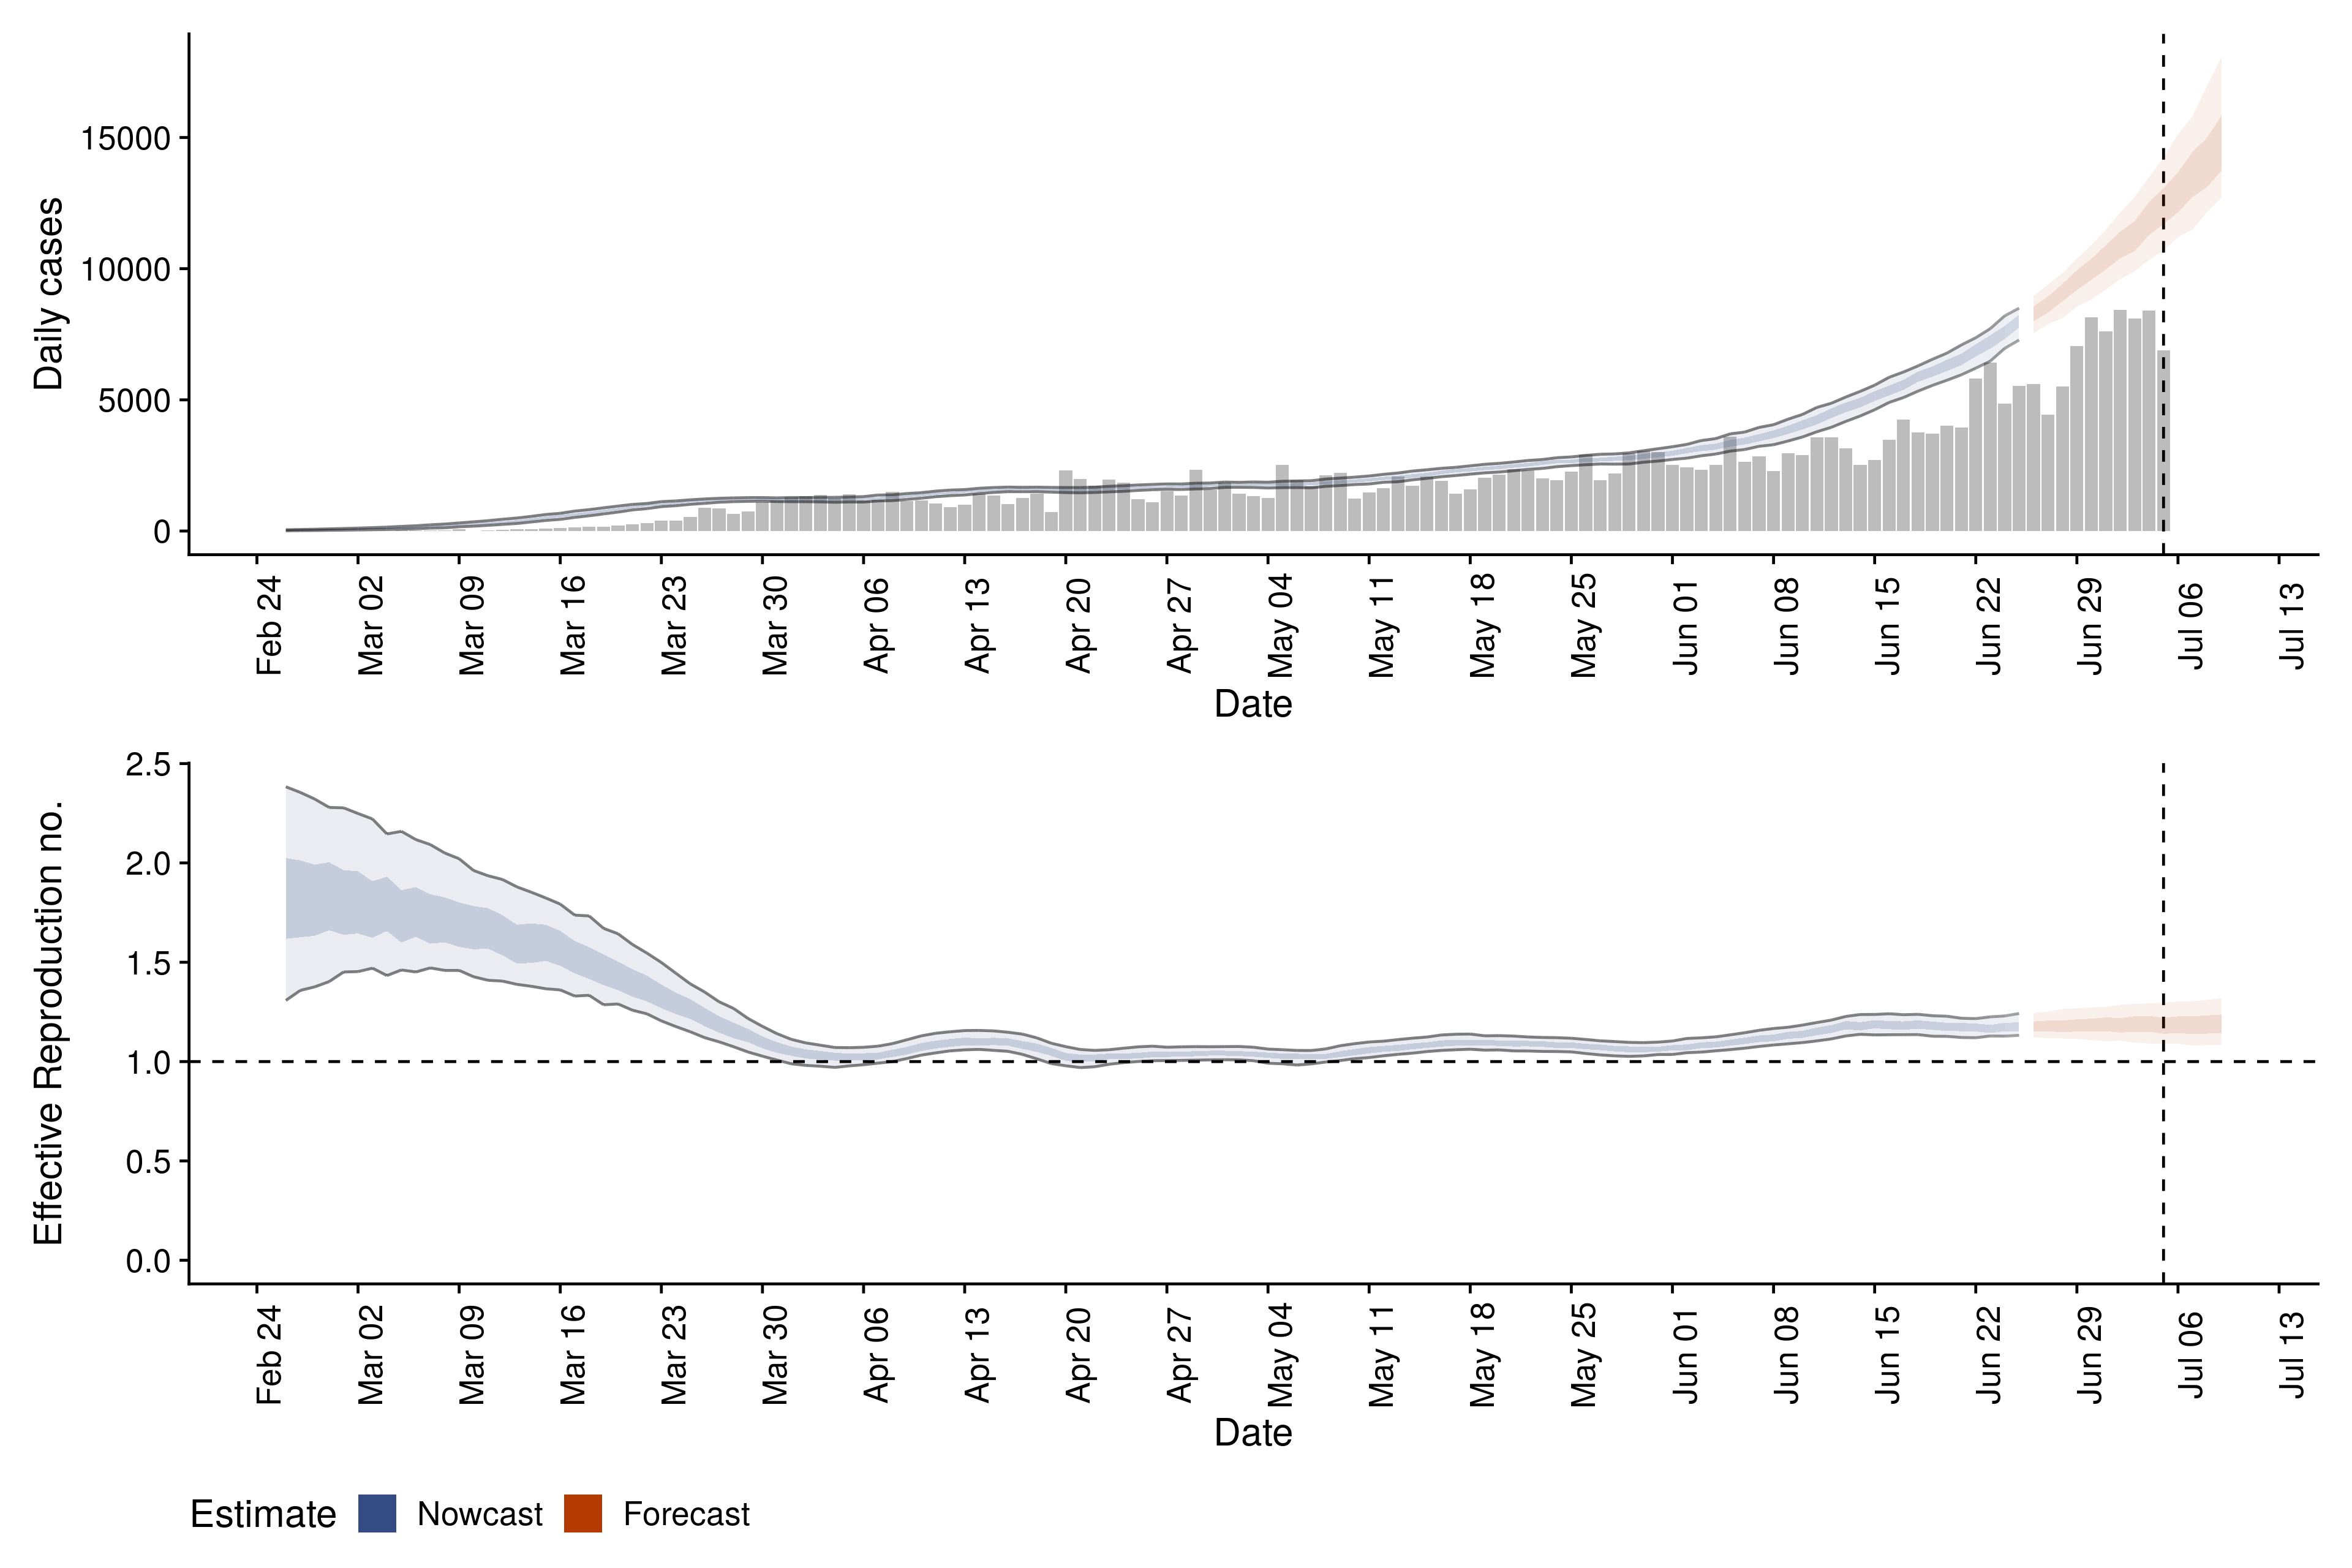 Daily cases
15000
10000
5000
0
Feb 24
Mar 02
Mar 09
Mar 16
Mar 23
Mar 30
Apr 06
Apr 13
Apr 20
Apr 27
May 04
May 11
May 18
May 25
Jun 01
Jun 08
Jun 15
Jun 22
Jun 29
Jul 06
Jul 13
Date
Effective Reproduction no.
2.5
2.0
1.5
1.0
0.5
0.0
Feb 24
Mar 02
Mar 09
Mar 16
Mar 23
Mar 30
Apr 06
Apr 13
Apr 20
Apr 27
May 04
May 11
May 18
May 25
Jun 01
Jun 08
Jun 15
Jun 22
Jun 29
Jul 06
Jul 13
Date
Estimate Nowcast Forecast